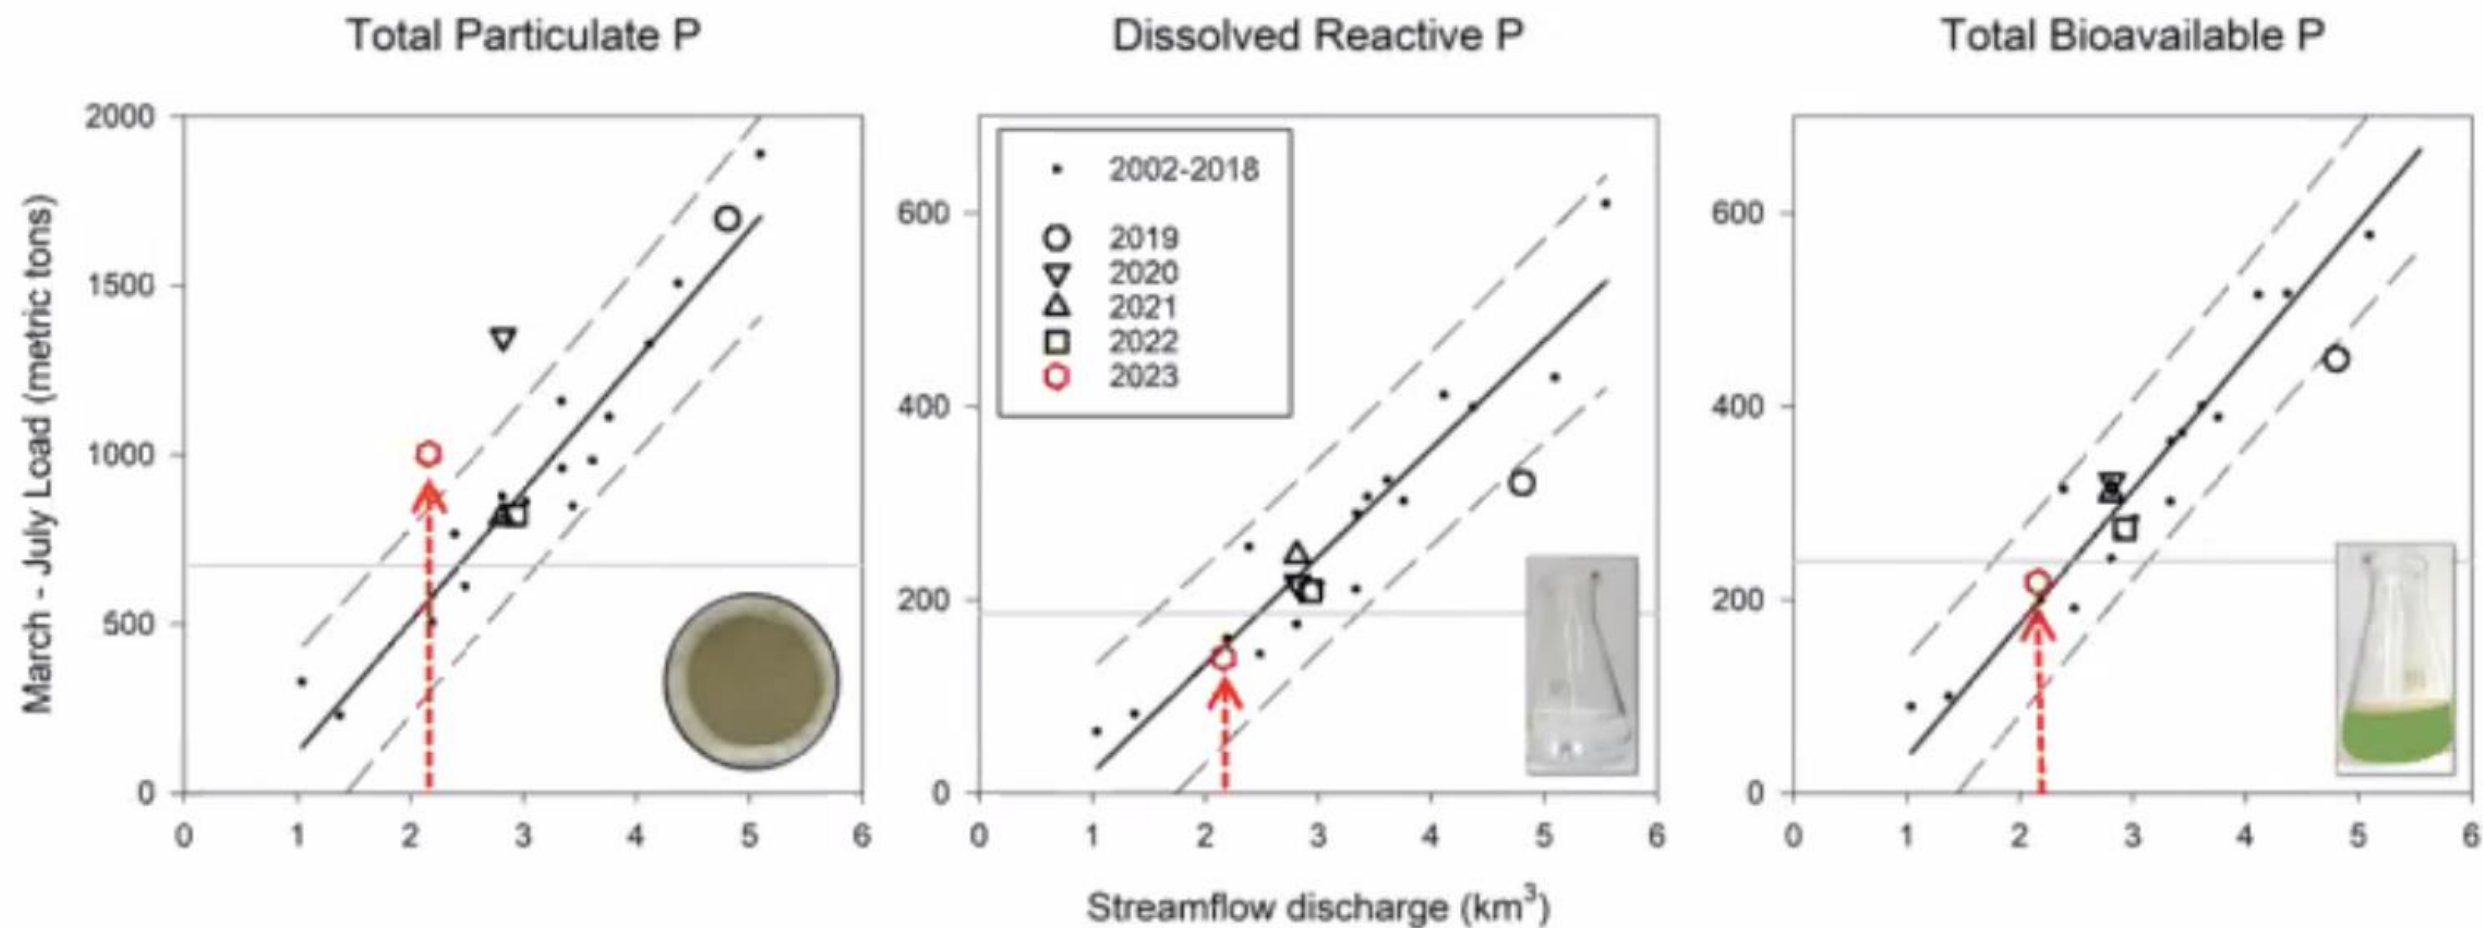 Total Particulate P
Dissolved Reactive P
Total Bioavailable P
March - July Load (metric tons)
2000
1500
1000
500
0
0 1 2 3 4 5 6
600
400
200
0
0 1 2 3 4 5 6
2002-2018
2019
2020
2021
2022
2023
600
400
200
0
0 1 2 3 4 5 6
Streamflow discharge (km³)